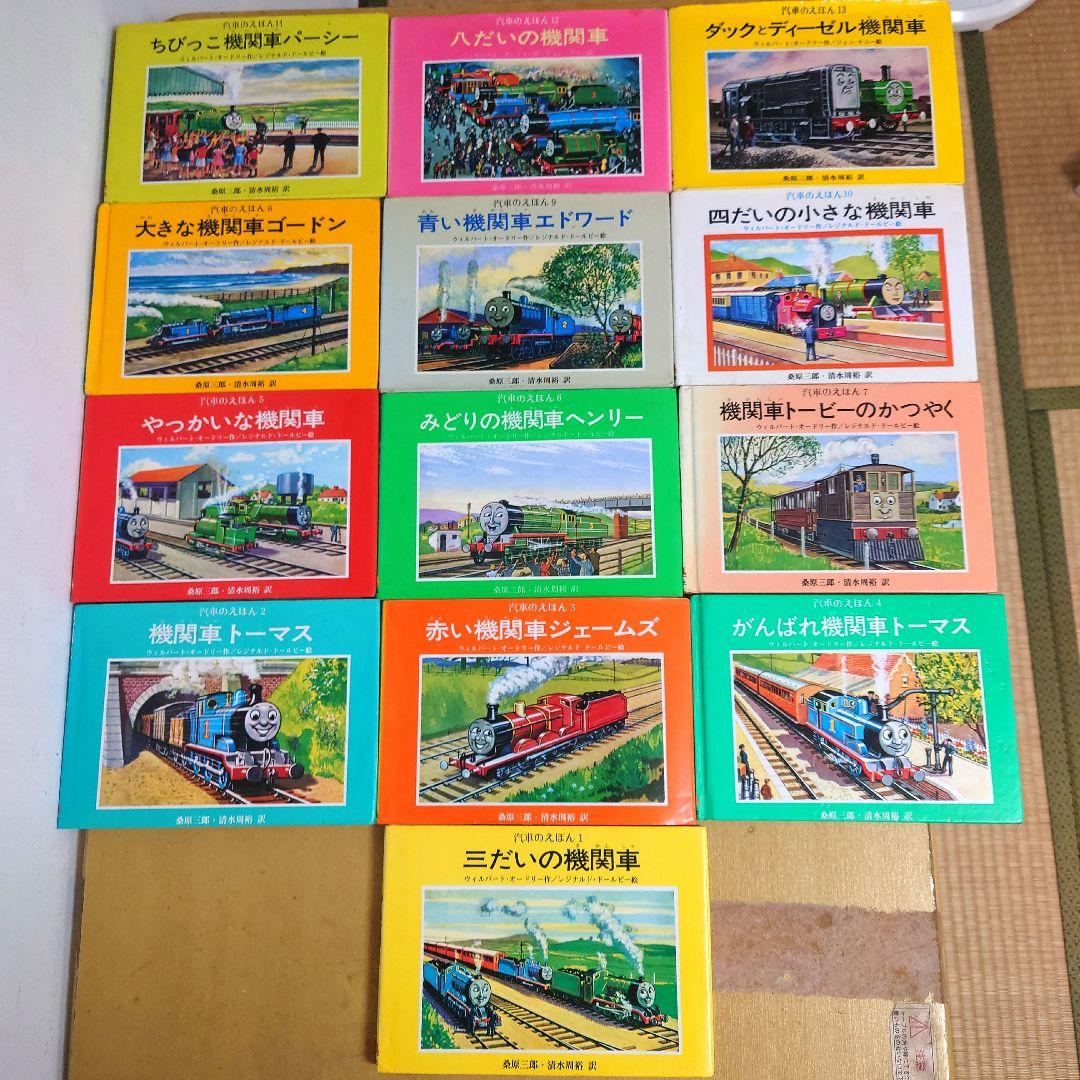 汽車のえほん 11
ちびっこ機関車パーシー
ウィルバート・オードリー作/レジナルド・ドールビー絵
桑原三郎・清水周裕 訳
汽車のえほん 12
八だいの機関車
桑原三郎・清水周裕 訳
汽車のえほん 13
ダックとディーゼル機関車
ウィルバート・オードリー作/ジョン・ケニー絵
桑原三郎・清水周裕 訳
汽車のえほん 8
大きな機関車ゴードン
ウィルバート・オードリー作/レジナルド・ドールビー絵
桑原三郎・清水周裕 訳
汽車のえほん 9
青い機関車エドワード
ウィルバート・オードリー作/レジナルド・ドールビー絵
桑原三郎・清水周裕 訳
汽車のえほん 10
四だいの小さな機関車
ウィルバート・オードリー作/レジナルド・ドールビー絵
桑原三郎・清水周裕 訳
汽車のえほん 5
やっかいな機関車
ウィルバート・オードリー作/レジナルド・ドールビー絵
桑原三郎・清水周裕 訳
汽車のえほん 6
みどりの機関車ヘンリー
ウィルバート・オードリー作/レジナルド・ドールビー絵
桑原三郎・清水周裕 訳
汽車のえほん 7
機関車トービーのかつやく
ウィルバート・オードリー作/レジナルド・ドールビー絵
桑原三郎・清水周裕 訳
汽車のえほん 2
機関車トーマス
ウィルバート・オードリー作/レジナルド・ドールビー絵
桑原三郎・清水周裕 訳
汽車のえほん 3
赤い機関車ジェームズ
ウィルバート・オードリー作/レジナルド・ドールビー絵
桑原三郎・清水周裕 訳
汽車のえほん 4
がんばれ機関車トーマス
ウィルバート・オードリー作/レジナルド・ドールビー絵
桑原三郎・清水周裕 訳
汽車のえほん 1
三だいの機関車
ウィルバート・オードリー作/レジナルド・ドールビー絵
桑原三郎・清水周裕 訳
注意